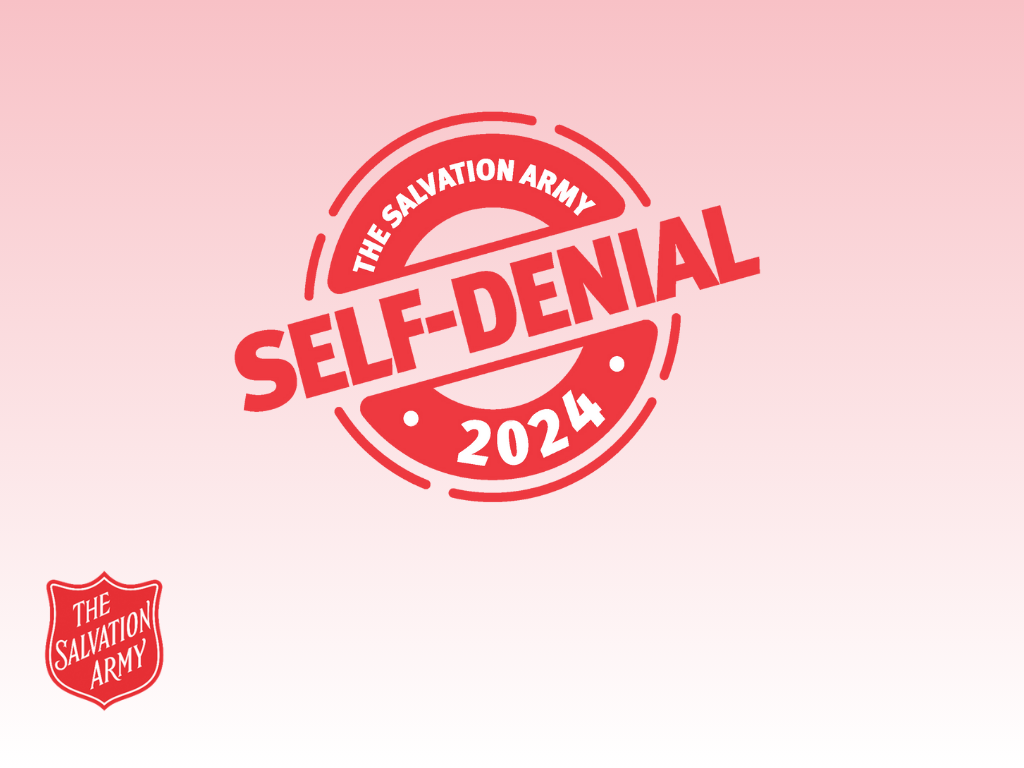 THE SALVATION ARMY
SELF-DENIAL
2024
THE
SALVATION
ARMY